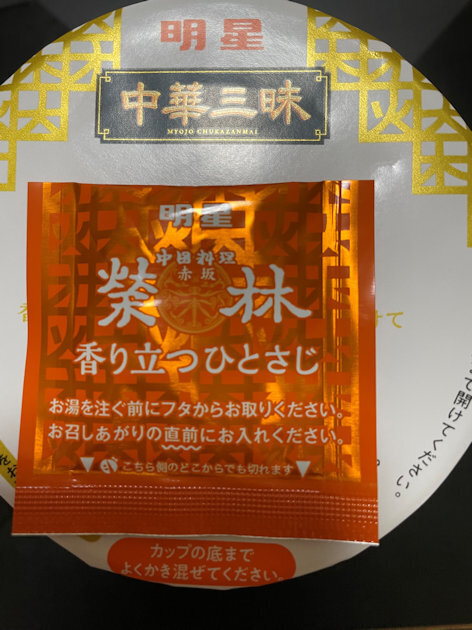 明星
中華三昧
MYOJO CHUKAZANMAI
明星
中国料理
赤坂
榮林
香り立つひとさじ
お湯を注ぐ前にフタからお取りください。
お召しあがりの直前にお入れください。
▼こちら側のどこからでも切れます▼
て開けてください。
カップの底まで
よくかき混ぜてください。